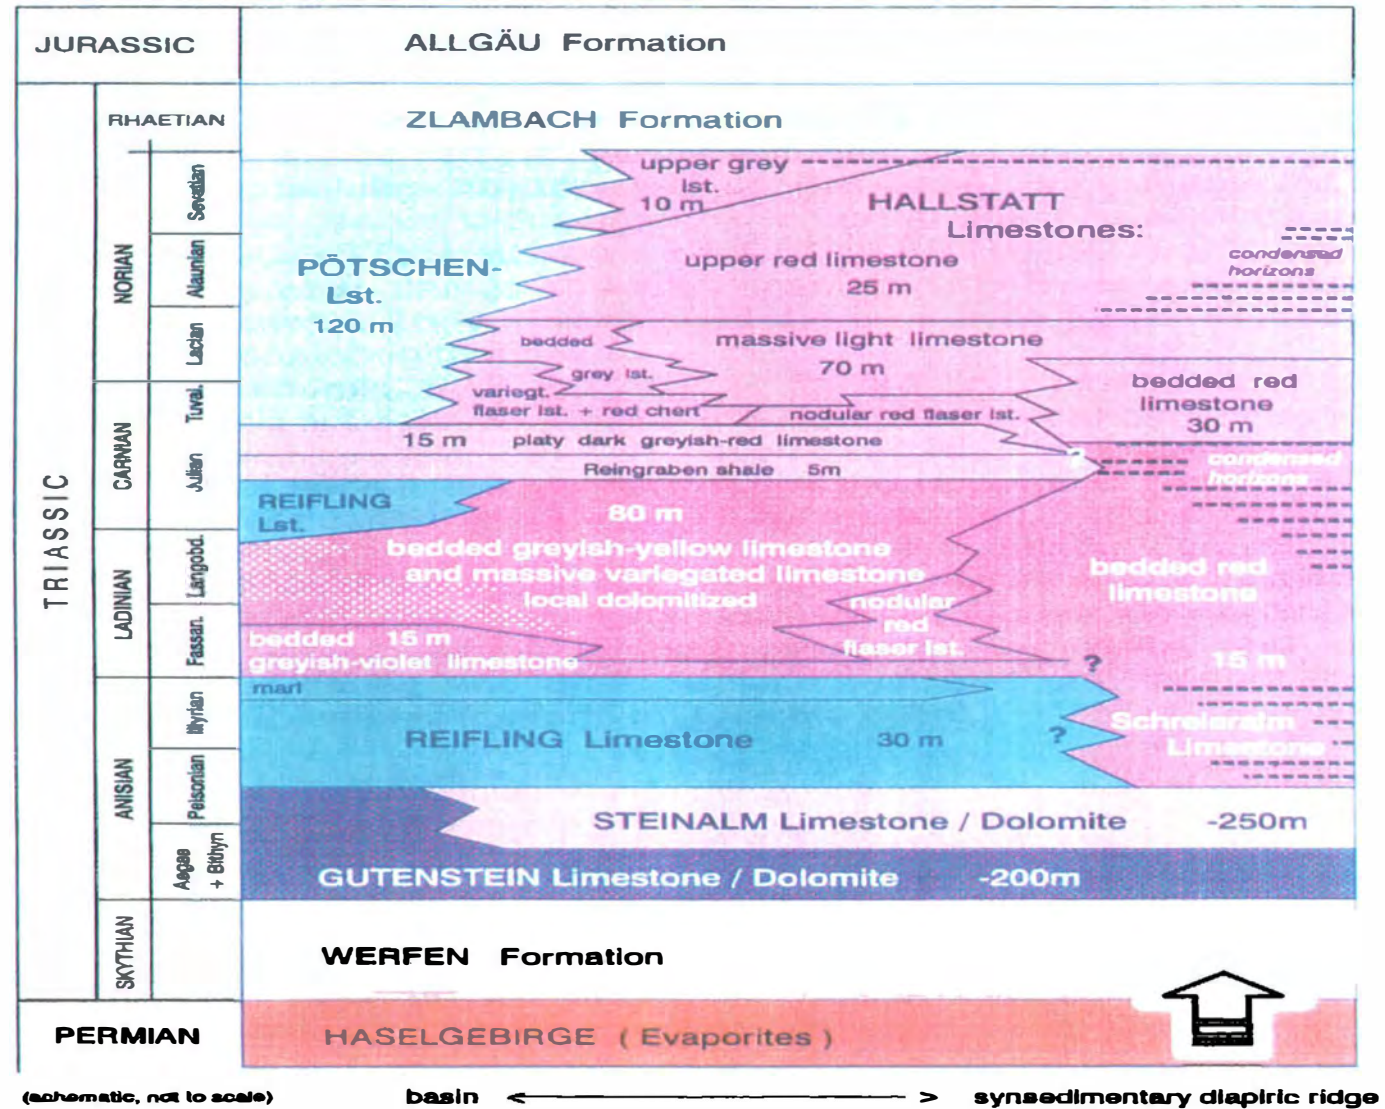 JURASSIC
ALLGÄU Formation
TRIASSIC
RHAETIAN
ZLAMBACH Formation
NORIAN
Sevatian
Alaunian
Lacian
upper grey
lst.
10 m
HALLSTATT
Limestones:
PÖTSCHEN-
Lst.
120 m
upper red limestone
25 m
condensed
horizons
bedded
grey lst.
massive light limestone
70 m
bedded red
limestone
30 m
CARNIAN
Tuval.
Julian
variegt.
flaser lst. + red chert
nodular red flaser lst.
15 m platy dark greyish-red limestone
?
Reingraben shale 5m
condensed
horizons
REIFLING
Lst.
80 m
LADINIAN
Langobd.
Fassan.
bedded greyish-yellow limestone
and massive variegated limestone
local dolomitized
nodular
red
flaser lst.
bedded red
limestone
15 m
bedded 15 m
greyish-violet limestone
?
ANISIAN
Illyrian
Pelsonian
Aegae
+ Bithyn
marl
REIFLING Limestone 30 m
?
Schreieralm
Limestone
STEINALM Limestone / Dolomite -250m
GUTENSTEIN Limestone / Dolomite -200m
SKYTHIAN
WERFEN Formation
PERMIAN
HASELGEBIRGE ( Evaporites )
(schematic, not to scale)
basin < > synsedimentary diapiric ridge